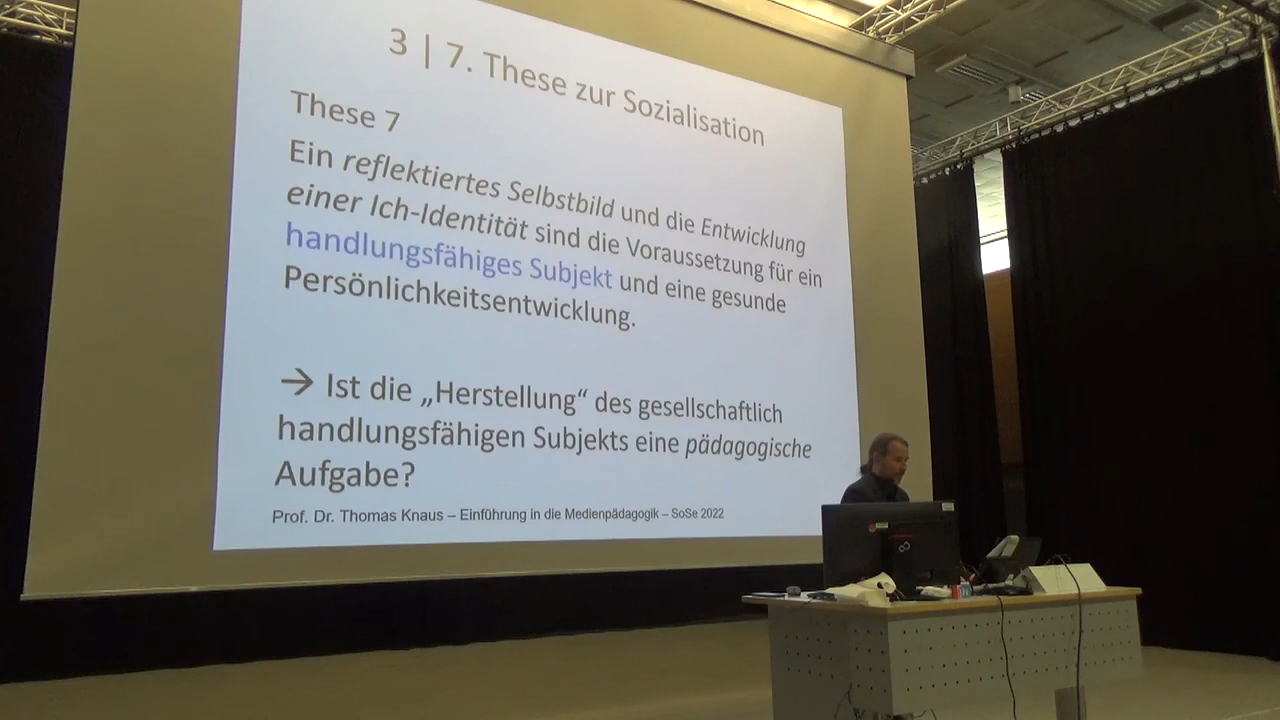 3 | 7. These zur Sozialisation
These 7
Ein reflektiertes Selbstbild und die Entwicklung
einer Ich-Identität sind die Voraussetzung für ein
handlungsfähiges Subjekt und eine gesunde
Persönlichkeitsentwicklung.
→ Ist die „Herstellung“ des gesellschaftlich
handlungsfähigen Subjekts eine pädagogische
Aufgabe?
Prof. Dr. Thomas Knaus – Einführung in die Medienpädagogik – SoSe 2022